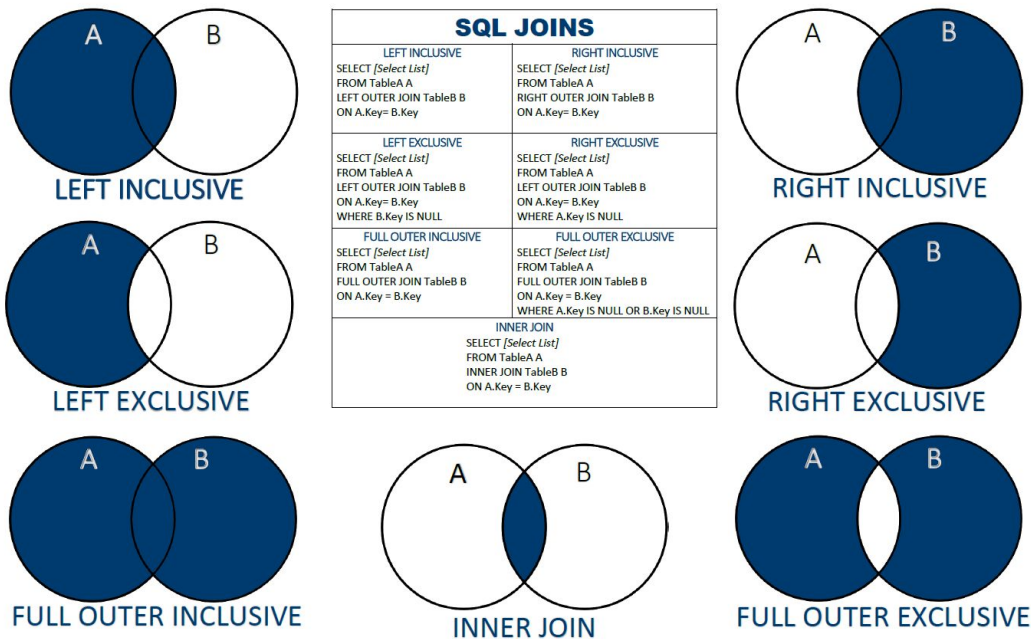 A B
LEFT INCLUSIVE
SQL JOINS
LEFT INCLUSIVE
SELECT [Select List]
FROM TableA A
LEFT OUTER JOIN TableB B
ON A.Key= B.Key
RIGHT INCLUSIVE
SELECT [Select List]
FROM TableA A
RIGHT OUTER JOIN TableB B
ON A.Key= B.Key
LEFT EXCLUSIVE
SELECT [Select List]
FROM TableA A
LEFT OUTER JOIN TableB B
ON A.Key= B.Key
WHERE B.Key IS NULL
RIGHT EXCLUSIVE
SELECT [Select List]
FROM TableA A
LEFT OUTER JOIN TableB B
ON A.Key= B.Key
WHERE A.Key IS NULL
FULL OUTER INCLUSIVE
SELECT [Select List]
FROM TableA A
FULL OUTER JOIN TableB B
ON A.Key = B.Key
FULL OUTER EXCLUSIVE
SELECT [Select List]
FROM TableA A
FULL OUTER JOIN TableB B
ON A.Key = B.Key
WHERE A.Key IS NULL OR B.Key IS NULL
INNER JOIN
SELECT [Select List]
FROM TableA A
INNER JOIN TableB B
ON A.Key = B.Key
A B
RIGHT INCLUSIVE
A B
LEFT EXCLUSIVE
A B
RIGHT EXCLUSIVE
A B
FULL OUTER INCLUSIVE
A B
INNER JOIN
A B
FULL OUTER EXCLUSIVE